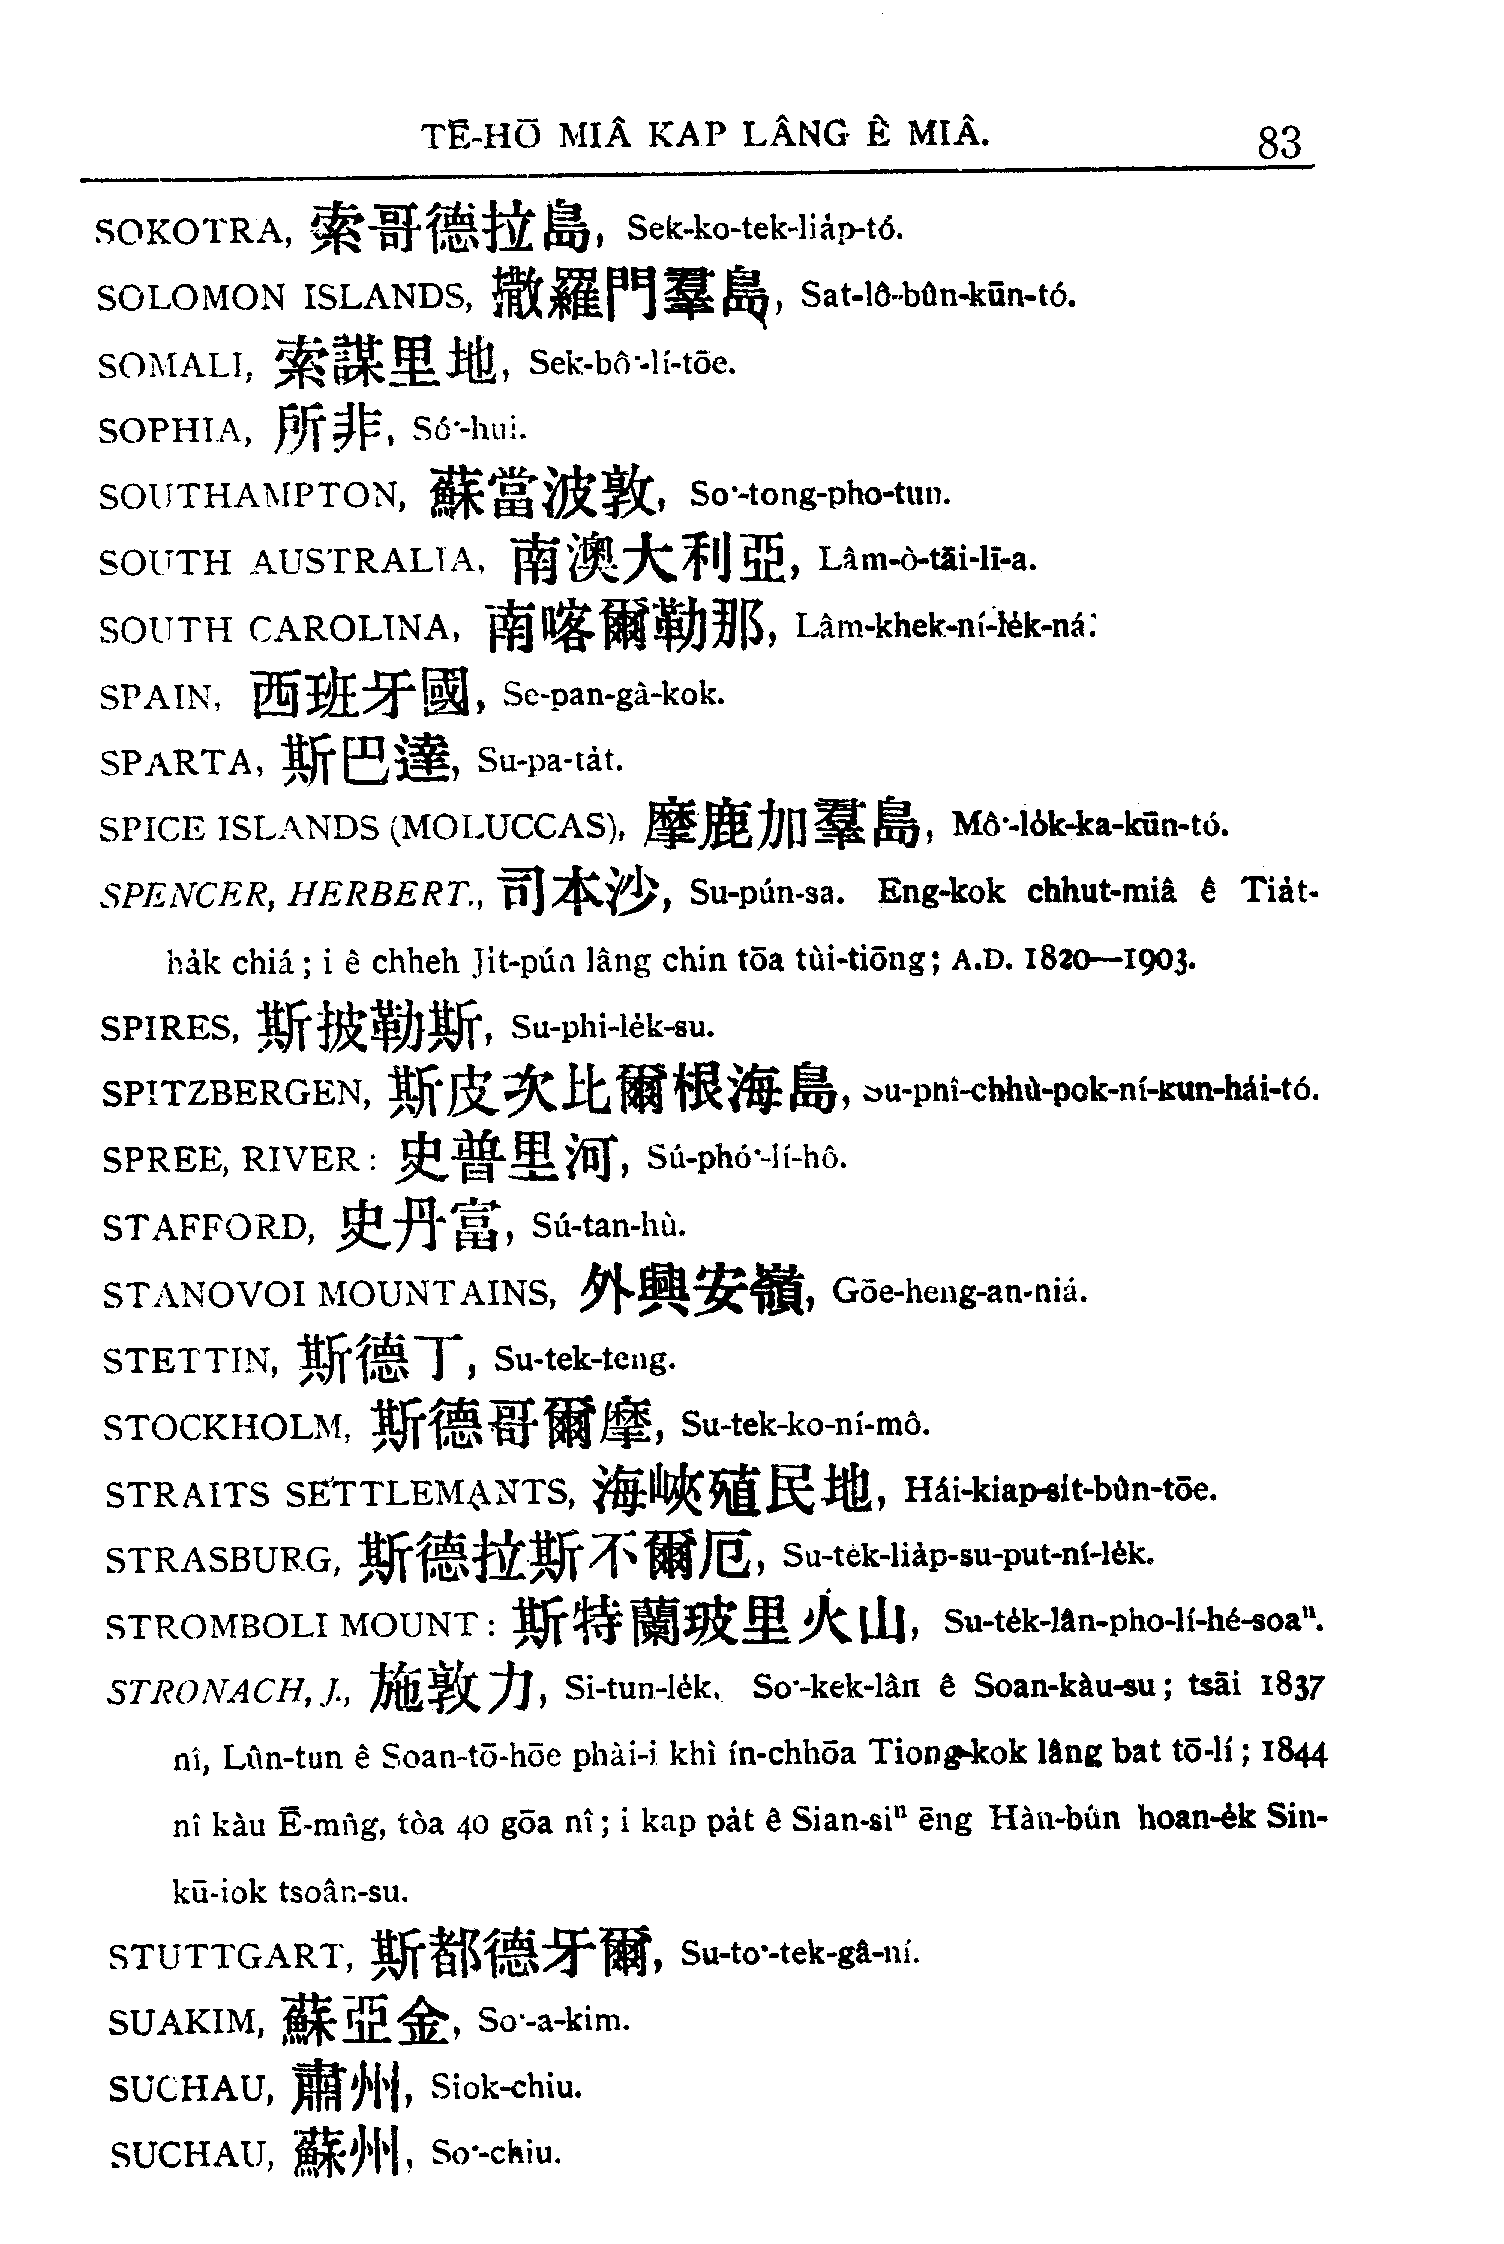 TĒ-HŌ MIÂ KAP LÂNG Ê MIÂ. 83
SOKOTRA, 索哥德拉島, Sek-ko-tek-lia̍p-tó.
SOLOMON ISLANDS, 撒羅門羣島, Sat-lô-bûn-kūn-tó.
SOMALI, 索謀里地, Sek-bô͘-lí-tōe.
SOPHIA, 所非, Só͘-hui.
SOUTHAMPTON, 蘇當波敦, So͘-tong-pho-tun.
SOUTH AUSTRALIA, 南澳大利亞, Lâm-ò-tāi-lī-a.
SOUTH CAROLINA, 南喀爾勒那, Lâm-khek-ní-le̍k-ná.
SPAIN, 西班牙國, Se-pan-gâ-kok.
SPARTA, 斯巴達, Su-pa-ta̍t.
SPICE ISLANDS (MOLUCCAS), 摩鹿加羣島, Mô͘-lo̍k-ka-kūn-tó.
SPENCER, HERBERT., 司本沙, Su-pún-sa. Eng-kok chhut-miâ ê Tia̍t-
ha̍k chiá; i ê chheh Jit-pún lâng chin tōa tùi-tiōng; A.D. 1820—1903.
SPIRES, 斯披勒斯, Su-phi-le̍k-su.
SPITZBERGEN, 斯皮次比爾根海島, Su-phî-chhù-pok-ní-kun-hái-tó.
SPREE, RIVER: 史普里河, Sú-phó͘-lí-hô.
STAFFORD, 史丹富, Sú-tan-hù.
STANOVOI MOUNTAINS, 外興安嶺, Gōe-heng-an-niá.
STETTIN, 斯德丁, Su-tek-teng.
STOCKHOLM, 斯德哥爾摩, Su-tek-ko-ní-mô.
STRAITS SETTLEMANTS, 海峽殖民地, Hái-kiap-si̍t-bûn-tōe.
STRASBURG, 斯德拉斯不爾厄, Su-te̍k-lia̍p-su-put-ní-le̍k.
STROMBOLI MOUNT: 斯特蘭玻里火山, Su-te̍k-lân-pho-lí-hé-soaⁿ.
STRONACH, J., 施敦力, Si-tun-le̍k. So͘-kek-lân ê Soan-kàu-su; tsāi 1837
nî, Lûn-tun ê Soan-tō-hōe phài-i khì ín-chhōa Tiong-kok lâng bat tō-lí; 1844
nî kàu Ē-mn̂g, tòa 40 gōa nî; i kap pa̍t ê Sian-siⁿ ēng Hàn-bûn hoan-e̍k Sin-
kū-iok tsoân-su.
STUTTGART, 斯都德牙爾, Su-to͘-tek-gâ-ní.
SUAKIM, 蘇亞金, So͘-a-kim.
SUCHAU, 肅州, Siok-chiu.
SUCHAU, 蘇州, So͘-chiu.